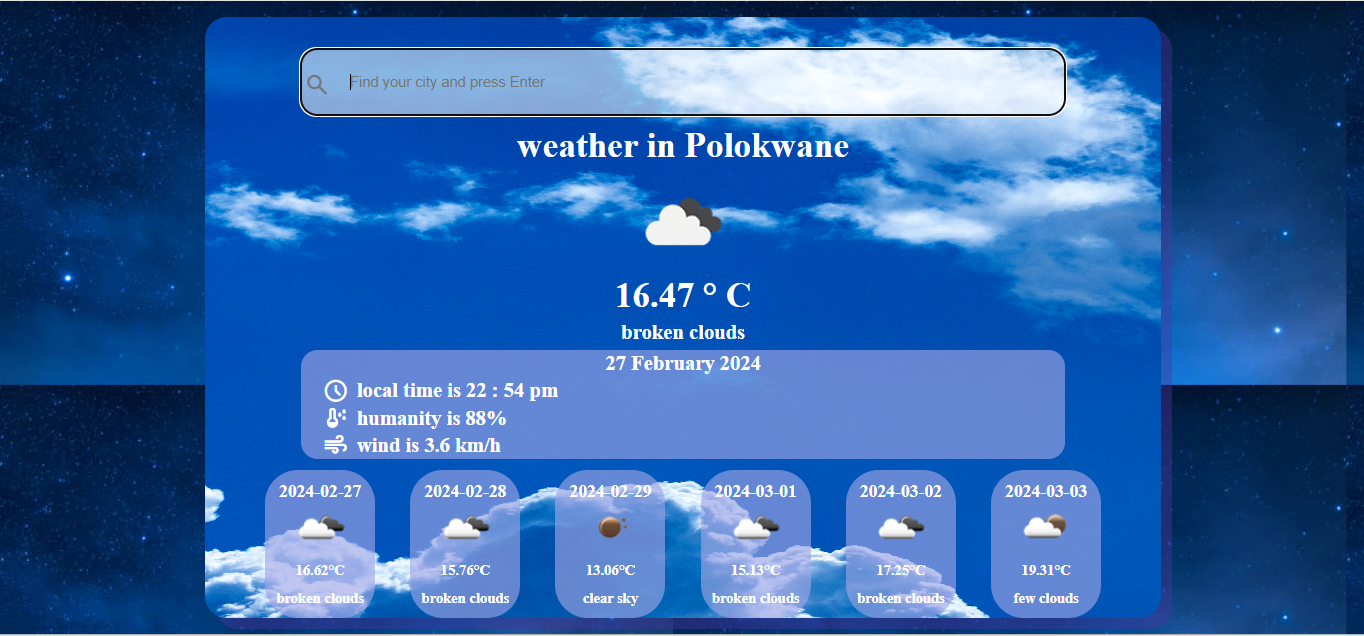 Find your city and press Enter
weather in Polokwane
16.47 ° C
broken clouds
27 February 2024
local time is 22 : 54 pm
humanity is 88%
wind is 3.6 km/h
2024-02-27 2024-02-28 2024-02-29 2024-03-01 2024-03-02 2024-03-03
16.62°C 15.76°C 13.06°C 15.13°C 17.25°C 19.31°C
broken clouds broken clouds clear sky broken clouds broken clouds few clouds